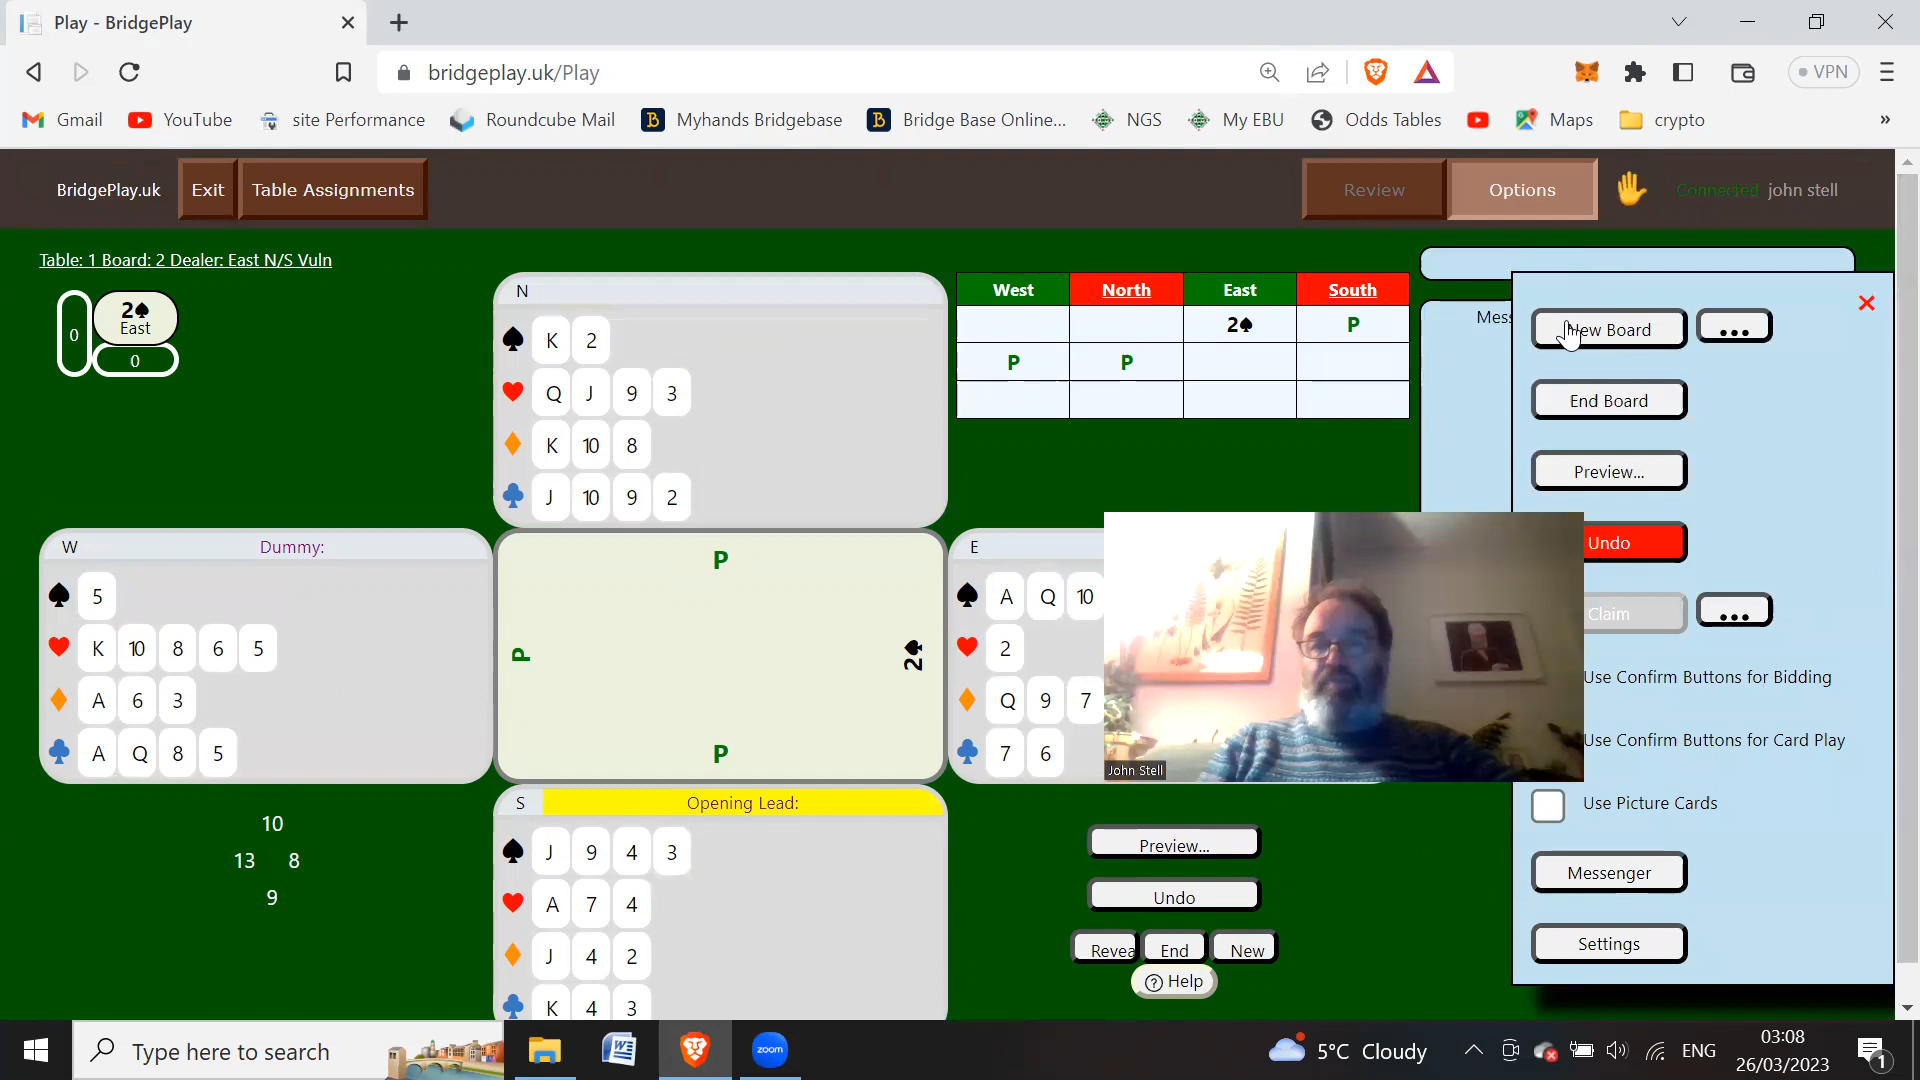 Play - BridgePlay
bridgeplay.uk/Play
VPN
Gmail YouTube site Performance Roundcube Mail Myhands Bridgebase Bridge Base Online... NGS My EBU Odds Tables Maps crypto »
BridgePlay.uk Exit Table Assignments Review Options Connected john stell
Table: 1 Board: 2 Dealer: East N/S Vuln
0
2♠
East
0
N
♠ K 2
♥ Q J 9 3
♦ K 10 8
♣ J 10 9 2
West North East South
2♠ P
P P
Mess
New Board ...
End Board
Preview...
Undo
Claim ...
Use Confirm Buttons for Bidding
Use Confirm Buttons for Card Play
Use Picture Cards
Messenger
Settings
W Dummy:
♠ 5
♥ K 10 8 6 5
♦ A 6 3
♣ A Q 8 5
P
P 2♠
P
E
♠ A Q 10
♥ 2
♦ Q 9 7
♣ 7 6
John Stell
10
13 8
9
S Opening Lead:
♠ J 9 4 3
♥ A 7 4
♦ J 4 2
♣ K 4 3
Preview...
Undo
Revea End New
? Help
Type here to search
zoom
5°C Cloudy
ENG
03:08
26/03/2023
1